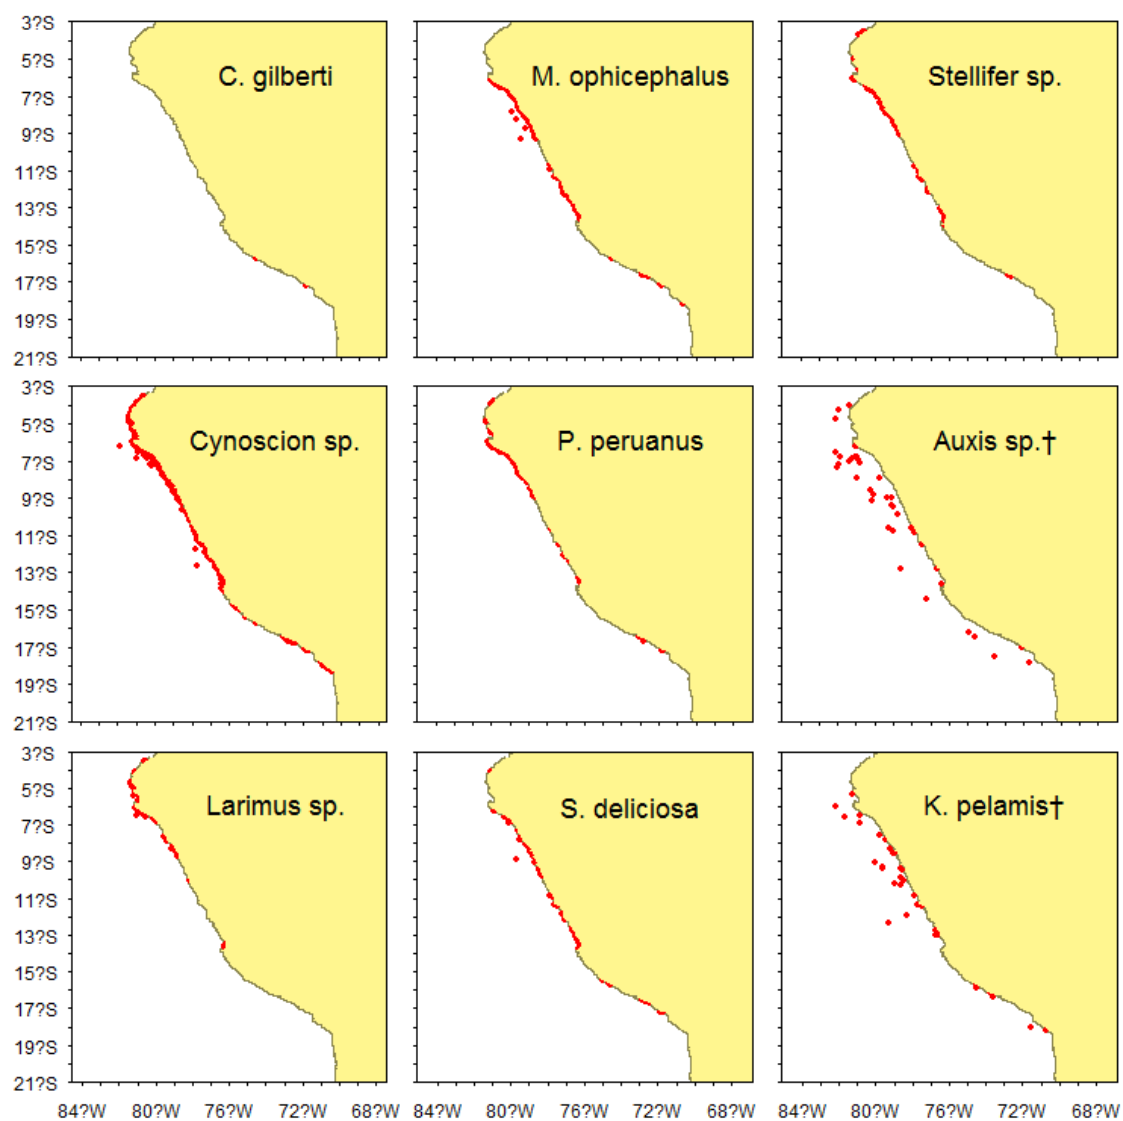 3?S
5?S
7?S
9?S
11?S
13?S
15?S
17?S
19?S
21?S
C. gilberti
M. ophicephalus
Stellifer sp.
3?S
5?S
7?S
9?S
11?S
13?S
15?S
17?S
19?S
21?S
Cynoscion sp.
P. peruanus
Auxis sp.†
3?S
5?S
7?S
9?S
11?S
13?S
15?S
17?S
19?S
21?S
Larimus sp.
S. deliciosa
K. pelamis†
84?W 80?W 76?W 72?W 68?W
84?W 80?W 76?W 72?W 68?W
84?W 80?W 76?W 72?W 68?W